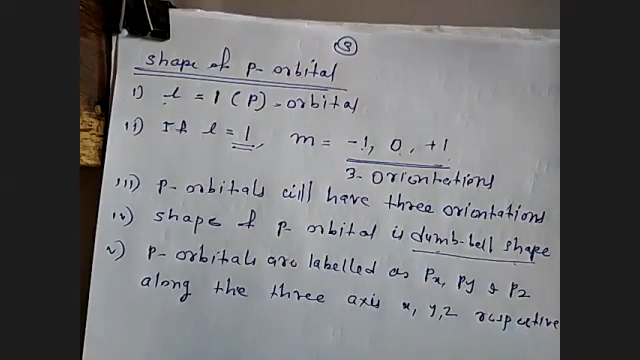 3
shape of p-orbital
i) l = 1 (p)-orbital
ii) If l = 1, m = -1, 0, +1
3-orientations
iii) p-orbitals will have three orientations
iv) shape of p-orbital is dumb-bell shape
v) p-orbitals are labelled as px, py & pz
along the three axis x, y, z respective